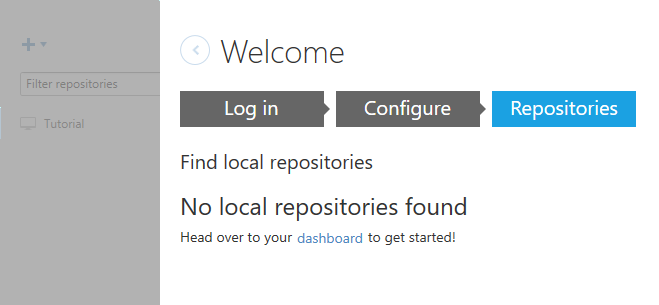 Welcome
Filter repositories
Tutorial
Log in
Configure
Repositories
Find local repositories
No local repositories found
Head over to your dashboard to get started!